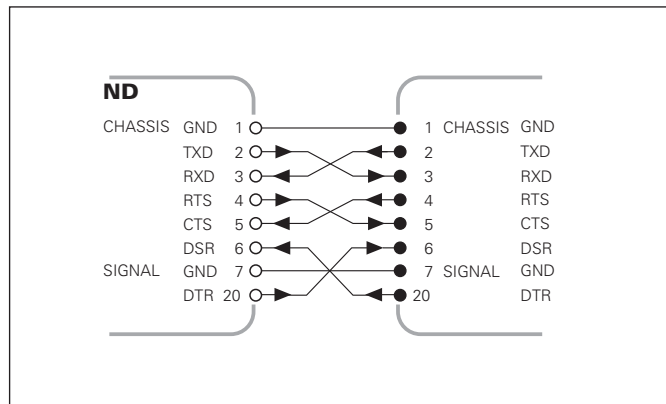 ND
CHASSIS GND 1 1 CHASSIS GND
TXD 2 2 TXD
RXD 3 3 RXD
RTS 4 4 RTS
CTS 5 5 CTS
DSR 6 6 DSR
SIGNAL GND 7 7 SIGNAL GND
DTR 20 20 DTR